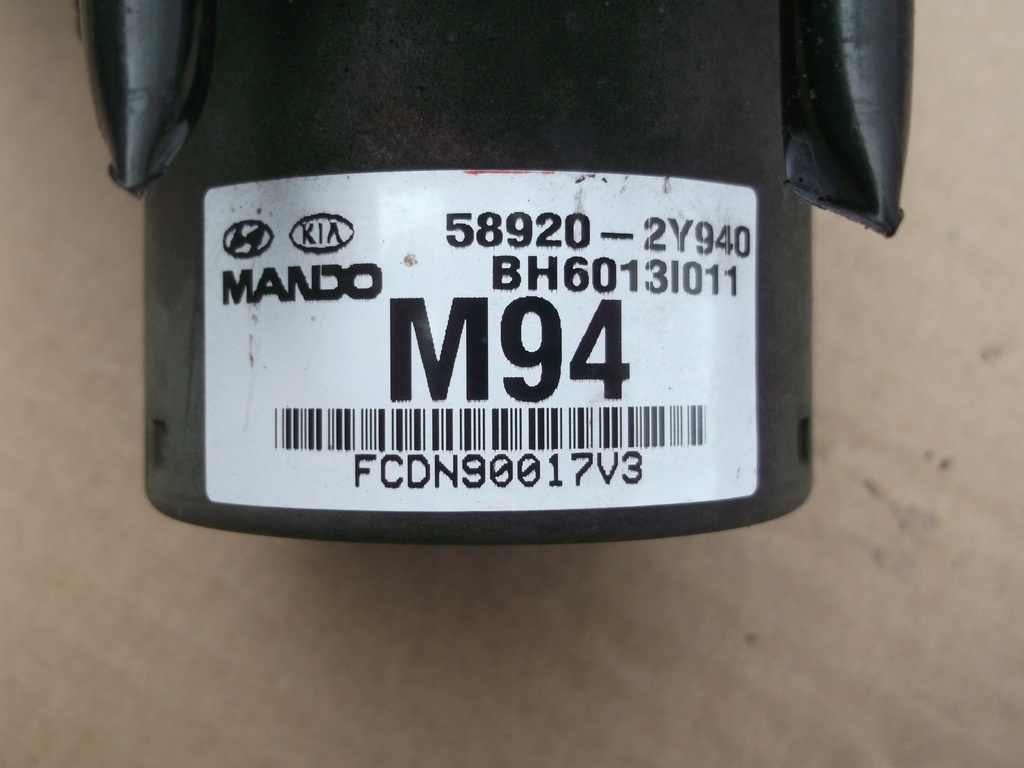 KIA 58920-2Y940
MANDO BH6013I011
M94
FCDN90017V3